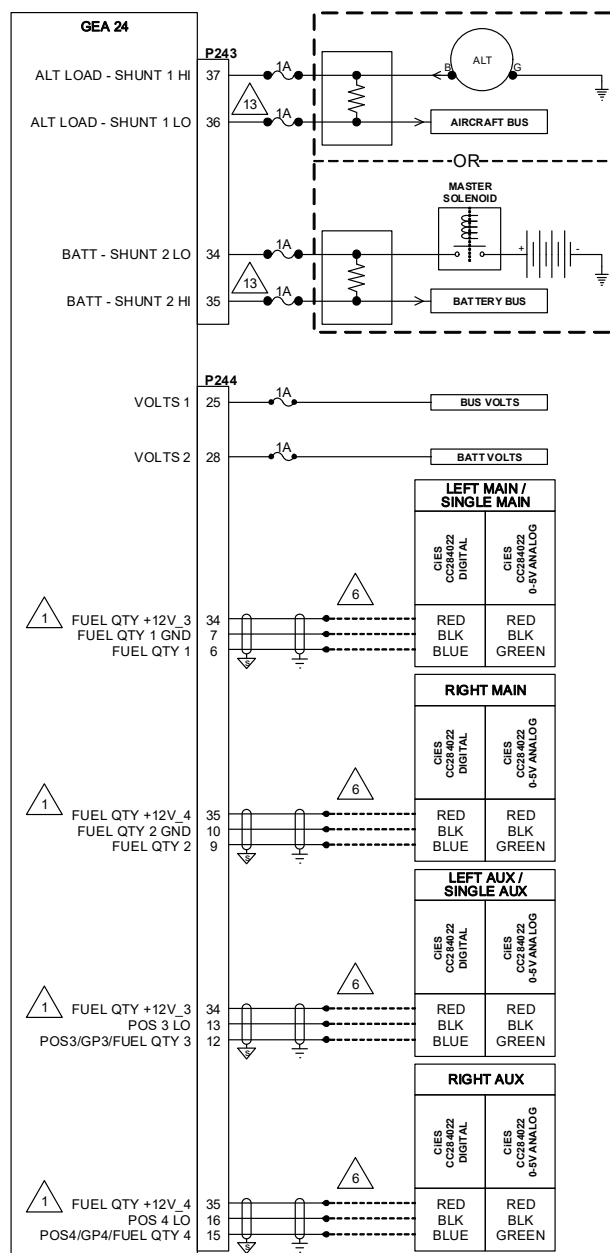 GEA 24
P243
ALT LOAD - SHUNT 1 HI 37 1A B ALT G
13
ALT LOAD - SHUNT 1 LO 36 1A AIRCRAFT BUS
OR
MASTER
SOLENOID
BATT - SHUNT 2 LO 34 1A + -
13
BATT - SHUNT 2 HI 35 1A BATTERY BUS
P244
VOLTS 1 25 1A BUS VOLTS
VOLTS 2 28 1A BATT VOLTS
LEFT MAIN /
SINGLE MAIN
CiES
CC284022
DIGITAL
CiES
CC284022
0-5V ANALOG
6
1 FUEL QTY +12V_3 34 RED RED
FUEL QTY 1 GND 7 BLK BLK
FUEL QTY 1 6 BLUE GREEN
S
RIGHT MAIN
CiES
CC284022
DIGITAL
CiES
CC284022
0-5V ANALOG
6
1 FUEL QTY +12V_4 35 RED RED
FUEL QTY 2 GND 10 BLK BLK
FUEL QTY 2 9 BLUE GREEN
S
LEFT AUX /
SINGLE AUX
CiES
CC284022
DIGITAL
CiES
CC284022
0-5V ANALOG
6
1 FUEL QTY +12V_3 34 RED RED
POS 3 LO 13 BLK BLK
POS3/GP3/FUEL QTY 3 12 BLUE GREEN
S
RIGHT AUX
CiES
CC284022
DIGITAL
CiES
CC284022
0-5V ANALOG
6
1 FUEL QTY +12V_4 35 RED RED
POS 4 LO 16 BLK BLK
POS4/GP4/FUEL QTY 4 15 BLUE GREEN
S